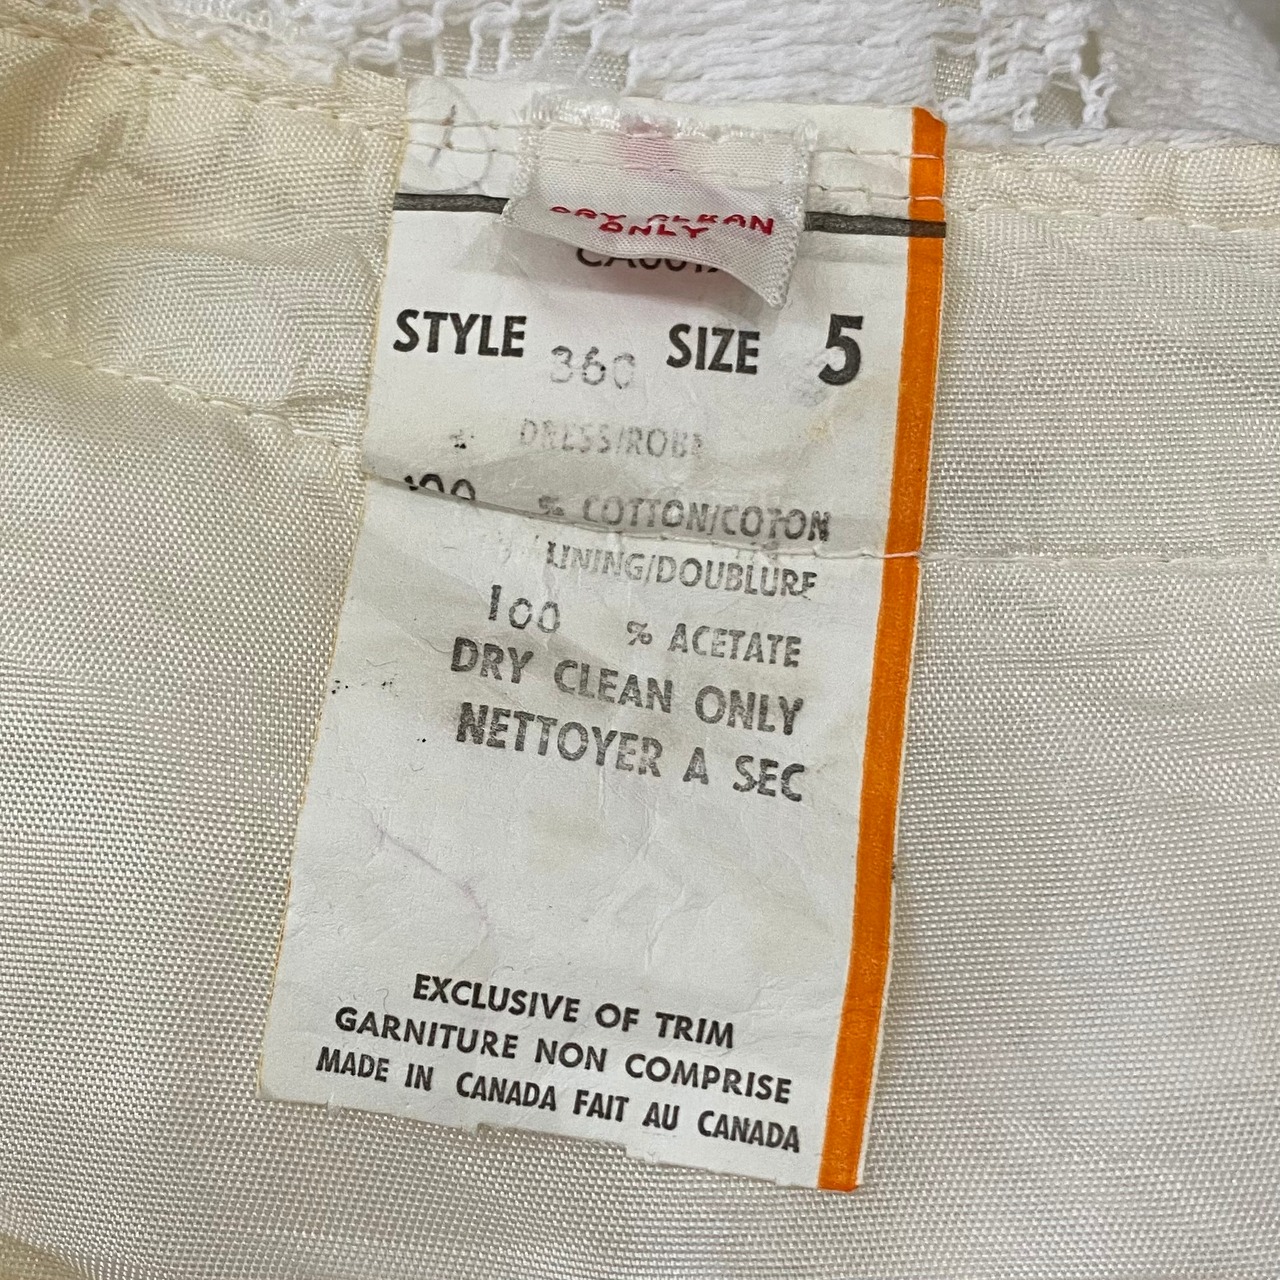 DRY CLEAN
ONLY
STYLE 360 SIZE 5
DRESS/ROBE
100 % COTTON/COTON
LINING/DOUBLURE
100 % ACETATE
DRY CLEAN ONLY
NETTOYER A SEC
EXCLUSIVE OF TRIM
GARNITURE NON COMPRISE
MADE IN CANADA FAIT AU CANADA